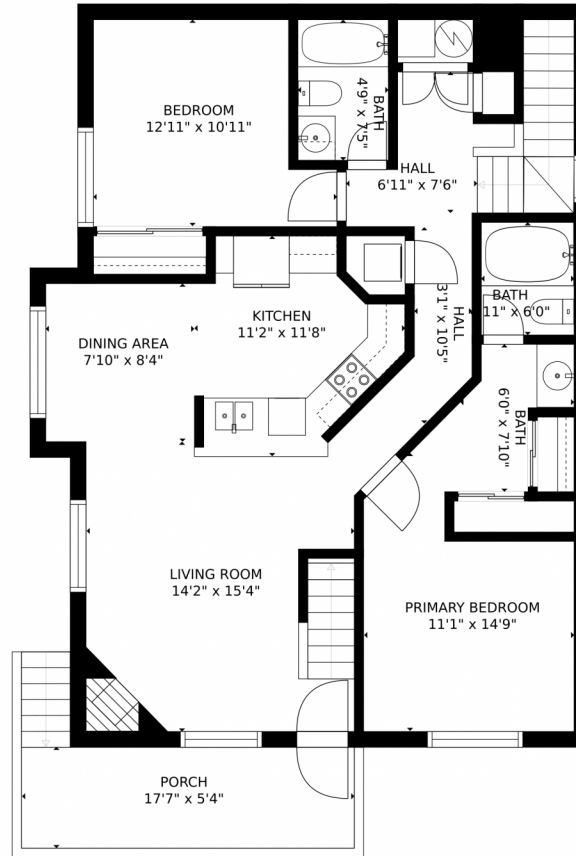 BEDROOM
12'11" x 10'11"
BATH
4'9" x 7'5"
HALL
6'11" x 7'6"
KITCHEN
11'2" x 11'8"
DINING AREA
7'10" x 8'4"
HALL
3'1" x 10'5"
BATH
11" x 6'0"
BATH
6'0" x 7'10"
LIVING ROOM
14'2" x 15'4"
PRIMARY BEDROOM
11'1" x 14'9"
PORCH
17'7" x 5'4"